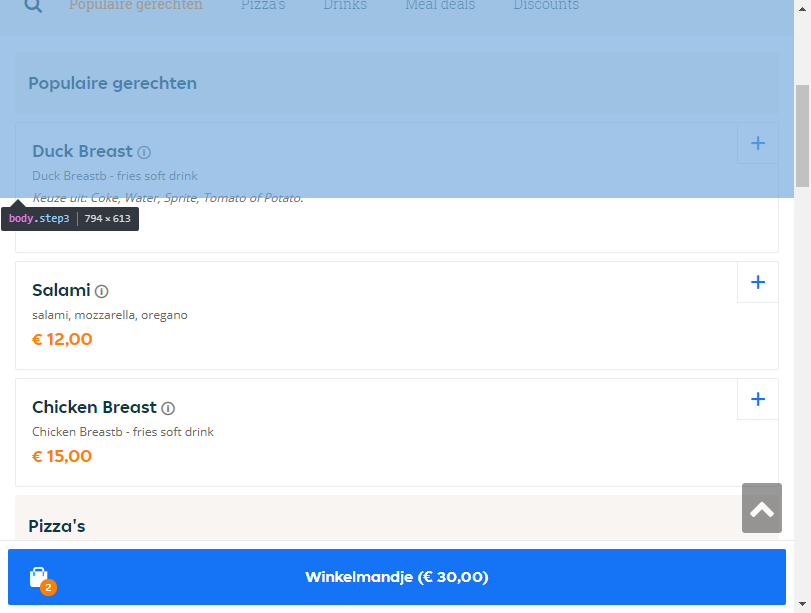 Populaire gerechten Pizza's Drinks Meal deals Discounts
Populaire gerechten
Duck Breast
Duck Breastb - fries soft drink
Keuze uit: Coke, Water, Sprite, Tomato of Potato.
body.step3 794 × 613
Salami
salami, mozzarella, oregano
€ 12,00
Chicken Breast
Chicken Breastb - fries soft drink
€ 15,00
Pizza's
2
Winkelmandje (€ 30,00)